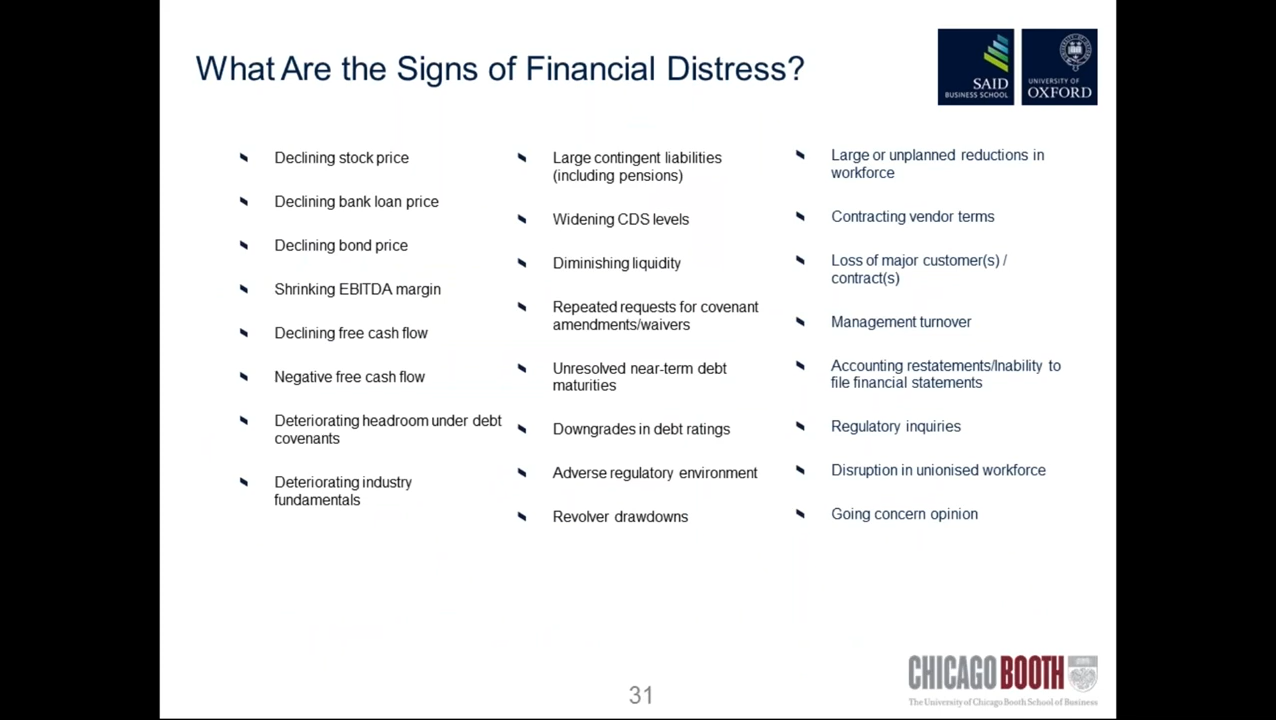 What Are the Signs of Financial Distress?
SAID
BUSINESS SCHOOL
UNIVERSITY OF
OXFORD
Declining stock price
Declining bank loan price
Declining bond price
Shrinking EBITDA margin
Declining free cash flow
Negative free cash flow
Deteriorating headroom under debt
covenants
Deteriorating industry
fundamentals
Large contingent liabilities
(including pensions)
Widening CDS levels
Diminishing liquidity
Repeated requests for covenant
amendments/waivers
Unresolved near-term debt
maturities
Downgrades in debt ratings
Adverse regulatory environment
Revolver drawdowns
Large or unplanned reductions in
workforce
Contracting vendor terms
Loss of major customer(s) /
contract(s)
Management turnover
Accounting restatements/Inability to
file financial statements
Regulatory inquiries
Disruption in unionised workforce
Going concern opinion
31
CHICAGO BOOTH
The University of Chicago Booth School of Business